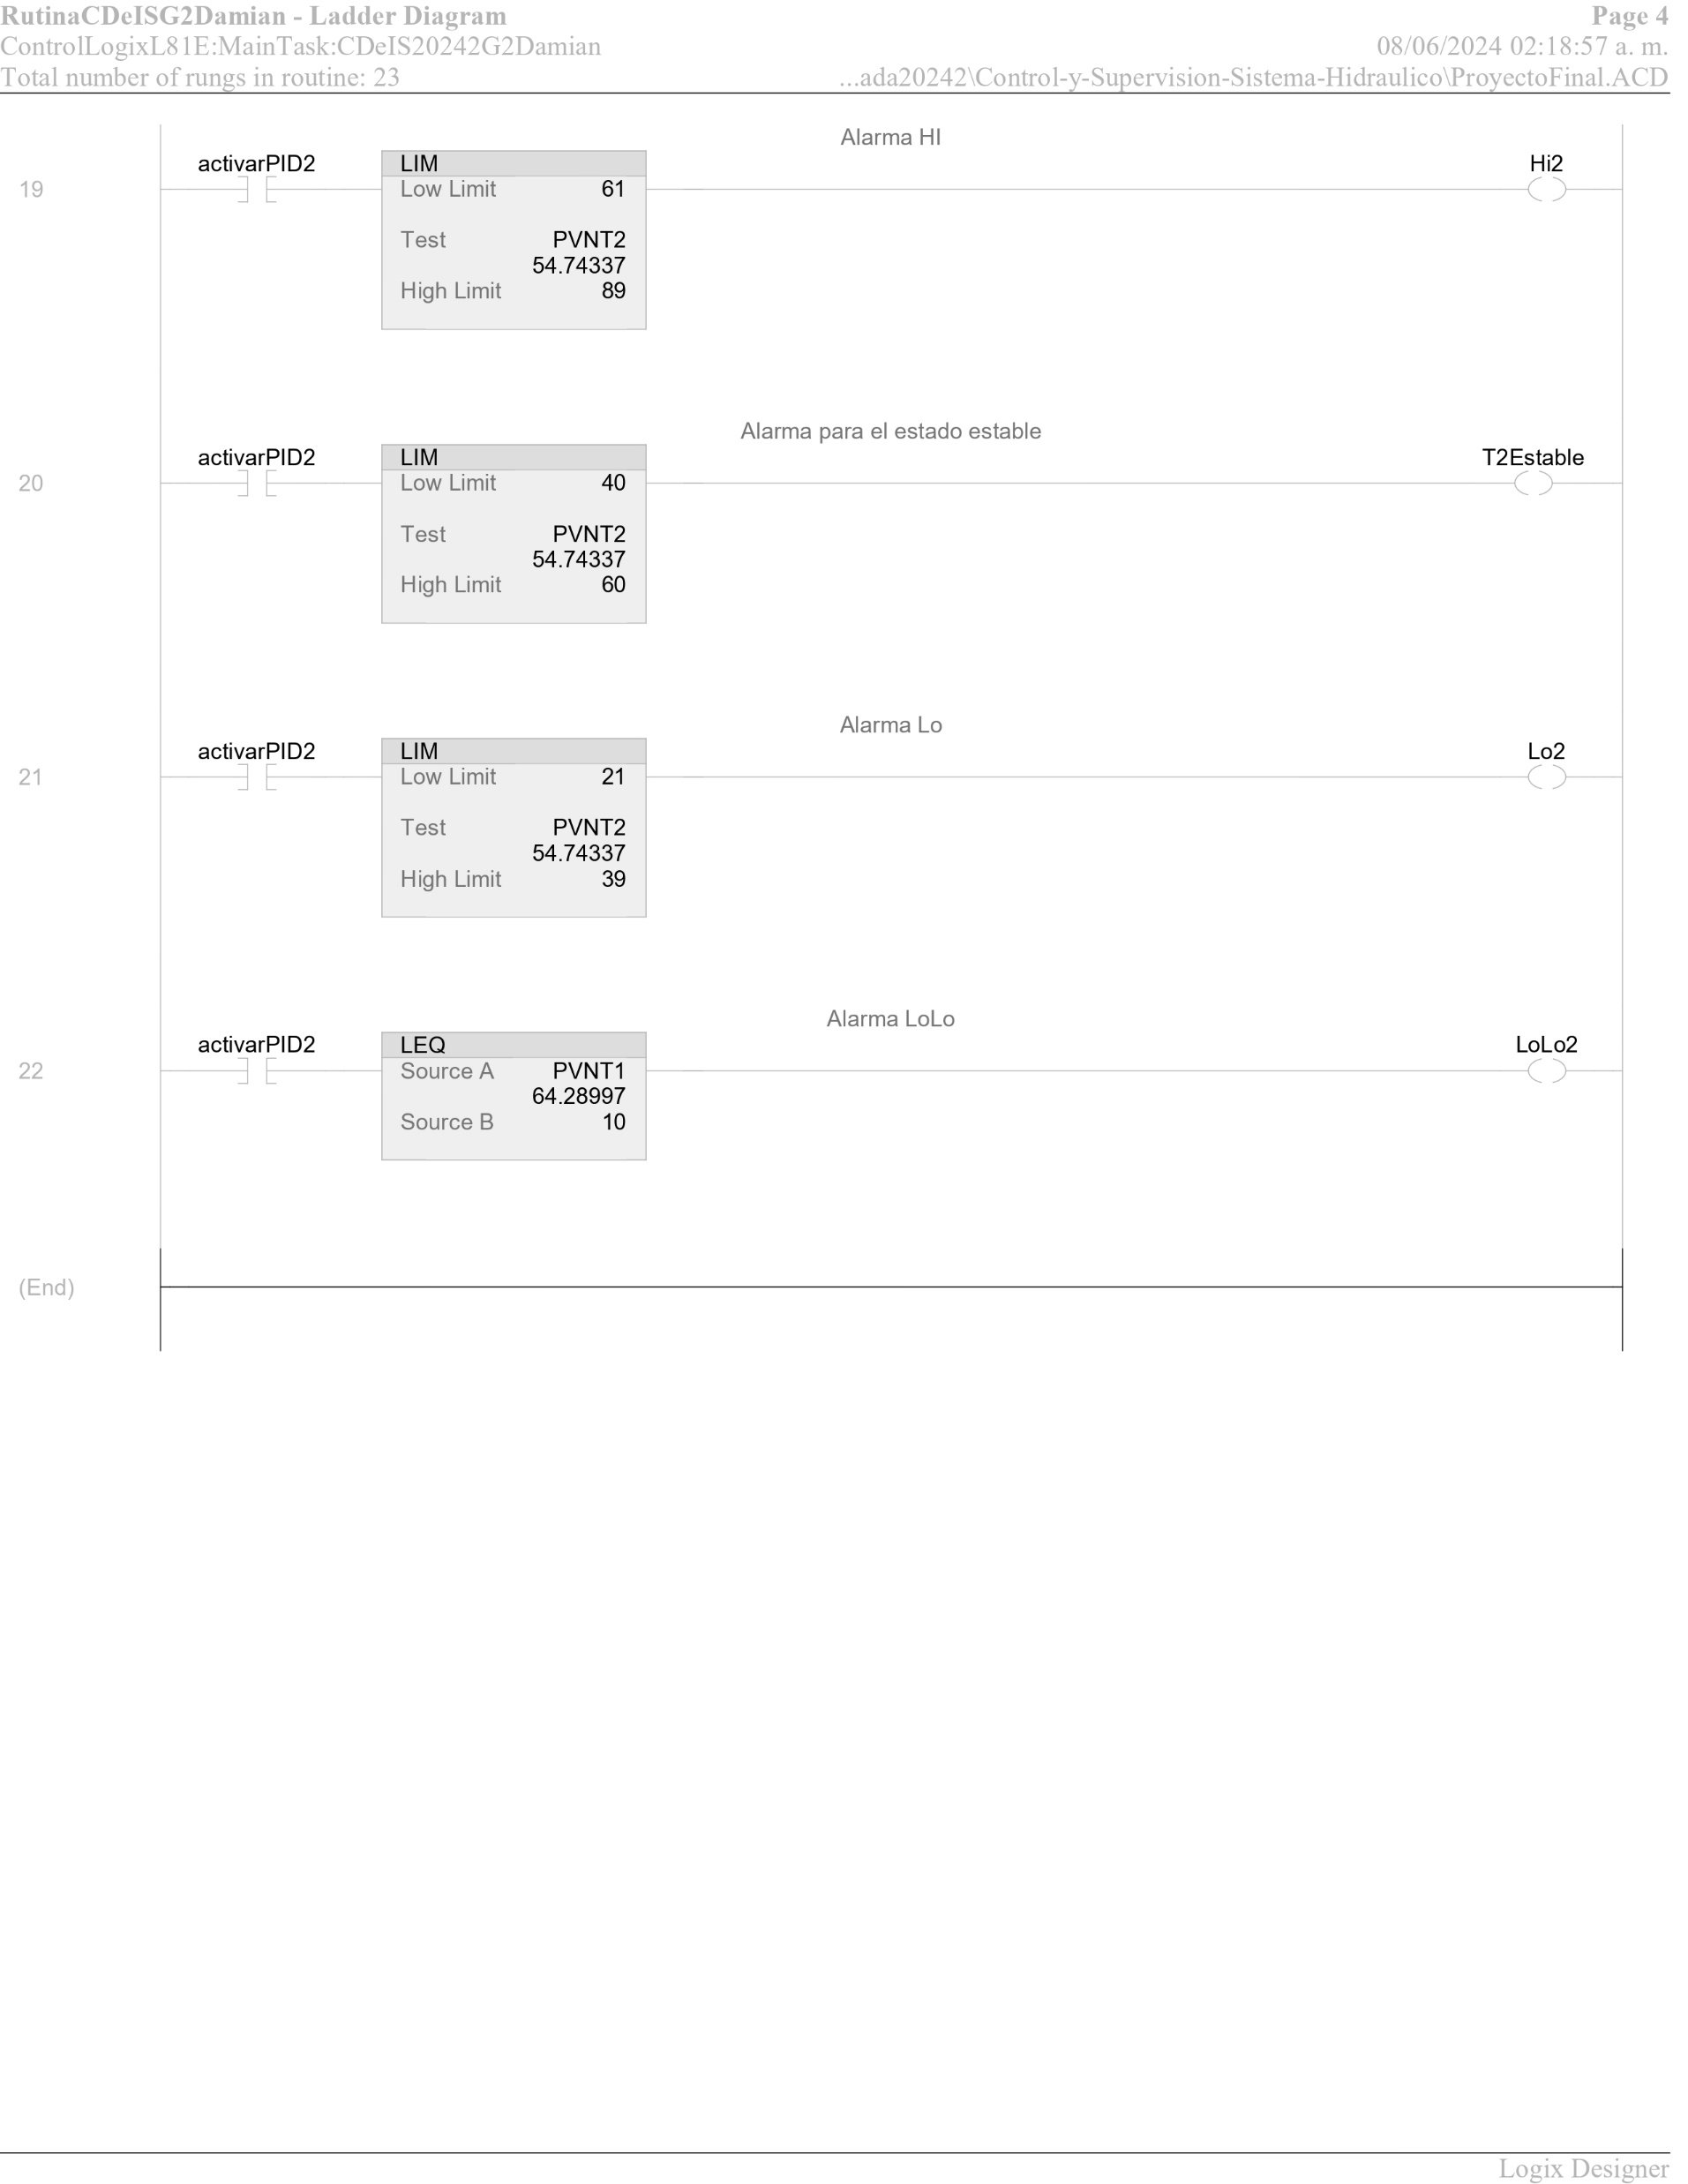 RutinaCDeISG2Damian - Ladder Diagram Page 4
ControlLogixL81E:MainTask:CDeIS20242G2Damian 08/06/2024 02:18:57 a. m.
Total number of rungs in routine: 23 ...ada20242\Control-y-Supervision-Sistema-Hidraulico\ProyectoFinal.ACD
Alarma HI
activarPID2 LIM Hi2
19 Low Limit 61
Test PVNT2
54.74337
High Limit 89
Alarma para el estado estable
activarPID2 LIM T2Estable
20 Low Limit 40
Test PVNT2
54.74337
High Limit 60
Alarma Lo
activarPID2 LIM Lo2
21 Low Limit 21
Test PVNT2
54.74337
High Limit 39
Alarma LoLo
activarPID2 LEQ LoLo2
22 Source A PVNT1
64.28997
Source B 10
(End)
Logix Designer